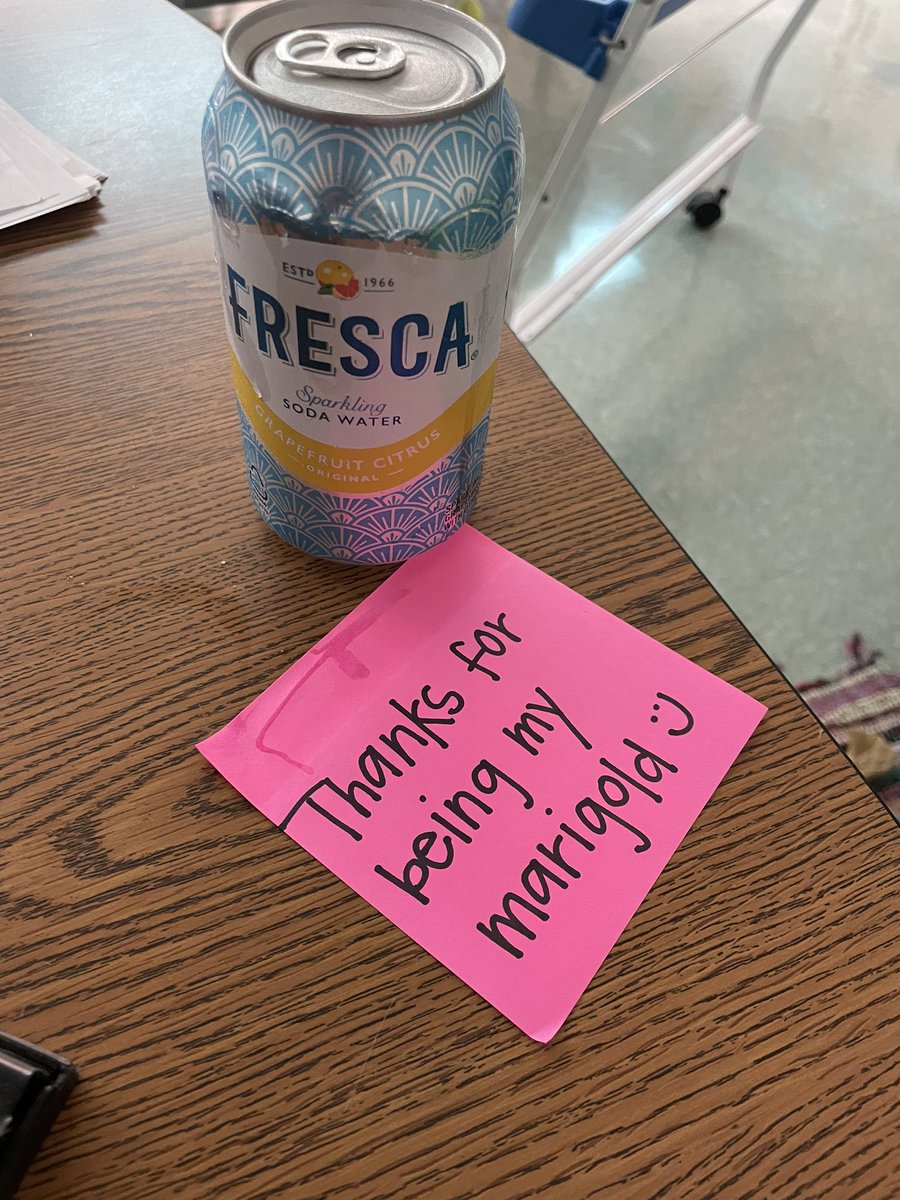 ESTD 1966
FRESCA®
Sparkling
SODA WATER
GRAPEFRUIT CITRUS
ORIGINAL
Thanks for
being my
marigold :)